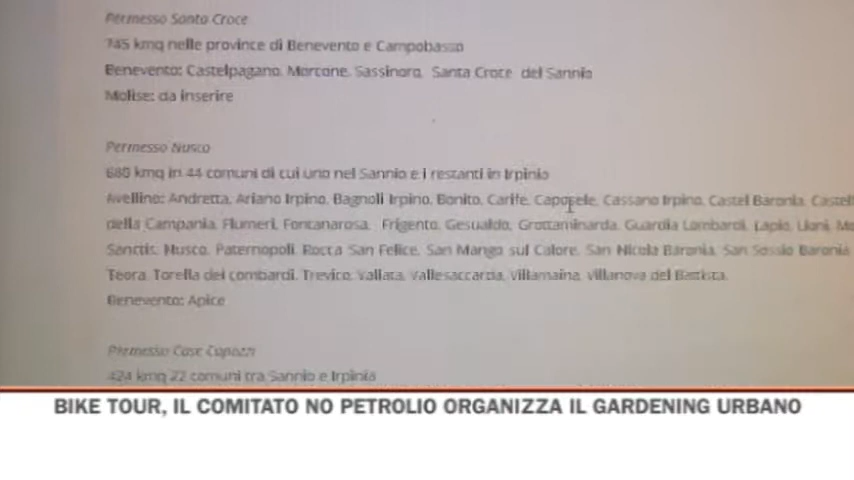 Permesso Santa Croce
745 kmq nelle province di Benevento e Campobasso
Benevento: Castelpagano, Morcone, Sassinoro, Santa Croce del Sannio
Molise: da inserire
Permesso Nusco
680 kmq in 44 comuni di cui uno nel Sannio e i restanti in Irpinia
Avellino: Andretta, Ariano Irpino, Bagnoli Irpino, Bonito, Carife, Caposele, Cassano Irpino, Castel Baronia, Castel
della Campania, Flumeri, Fontanarosa, Frigento, Gesualdo, Grottaminarda, Guardia Lombardi, Lapio, Lioni, Mo
Sanctis, Nusco, Paternopoli, Rocca San Felice, San Mango sul Calore, San Nicola Baronia, San Sossio Baronia
Teora, Torella dei Lombardi, Trevico, Vallata, Vallesaccarda, Villamaina, Villanova del Battista.
Benevento: Apice
Permesso Case Capozzi
424 kmq 22 comuni tra Sannio e Irpinia
BIKE TOUR, IL COMITATO NO PETROLIO ORGANIZZA IL GARDENING URBANO